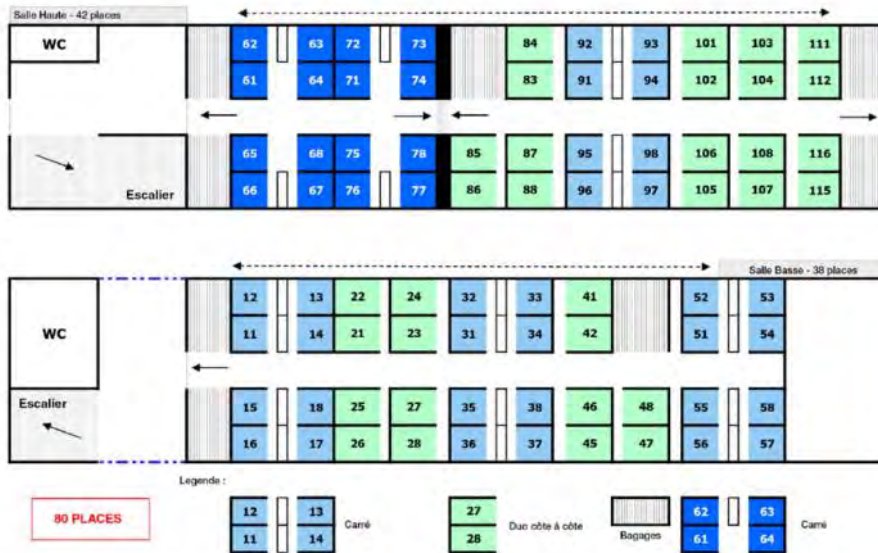 Salle Haute - 42 places
WC 62 63 72 73 84 92 93 101 103 111
61 64 71 74 83 91 94 102 104 112
65 68 75 78 85 87 95 98 106 108 116
Escalier 66 67 76 77 86 88 96 97 105 107 115
Salle Basse - 38 places
12 13 22 24 32 33 41 52 53
WC 11 14 21 23 31 34 42 51 54
Escalier 15 18 25 27 35 38 46 48 55 58
16 17 26 28 36 37 45 47 56 57
Legende :
80 PLACES
12 13
11 14
Carré
27
28
Duo côte à côte
Bagages
62 63
61 64
Carré